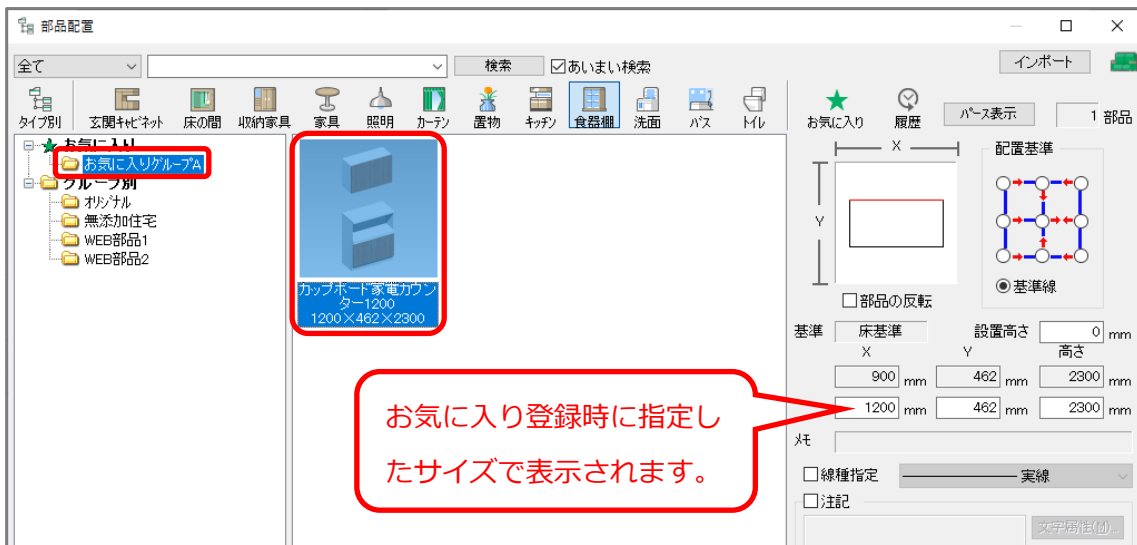 部品配置
全て
検索
あいまい検索
インポート
タイプ別
玄関キャビネット
床の間
収納家具
家具
照明
カーテン
置物
キッチン
食器棚
洗面
バス
トイレ
お気に入り
履歴
パース表示
1 部品
お気に入り
お気に入りグループA
グループ別
オリジナル
無添加住宅
WEB部品1
WEB部品2
カップボード家電カウン
ター1200
1200×462×2300
X
Y
配置基準
基準線
部品の反転
基準 床基準 設置高さ 0 mm
X Y 高さ
900 mm 462 mm 2300 mm
1200 mm 462 mm 2300 mm
メモ
線種指定 実線
注記
文字属性(M)...
お気に入り登録時に指定し
たサイズで表示されます。